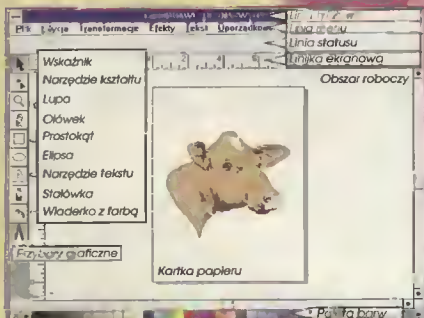 Plik Edycja Transformacje Efekty Tekst Uporządkowanie
Linia menu
Linia statusu
Linijka ekranowa
Obszar roboczy
Wskaźnik
Narzędzie kształtu
Lupa
Ołówek
Prostokąt
Elipsa
Narzędzie tekstu
Stalówka
Wiaderko z farbą
Przybory graficzne
Kartka papieru
Paleta barw